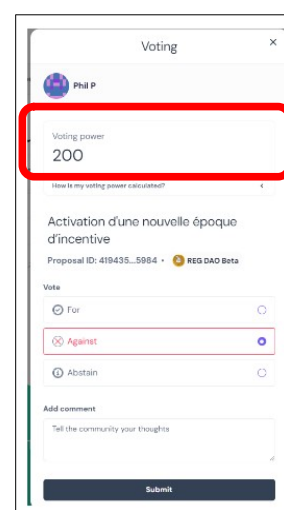 Voting
Phil P
Voting power
200
How is my voting power calculated?
Activation d'une nouvelle époque
d'incentive
Proposal ID: 419435...5984 • REG DAO Beta
Vote
For
Against
Abstain
Add comment
Tell the community your thoughts
Submit